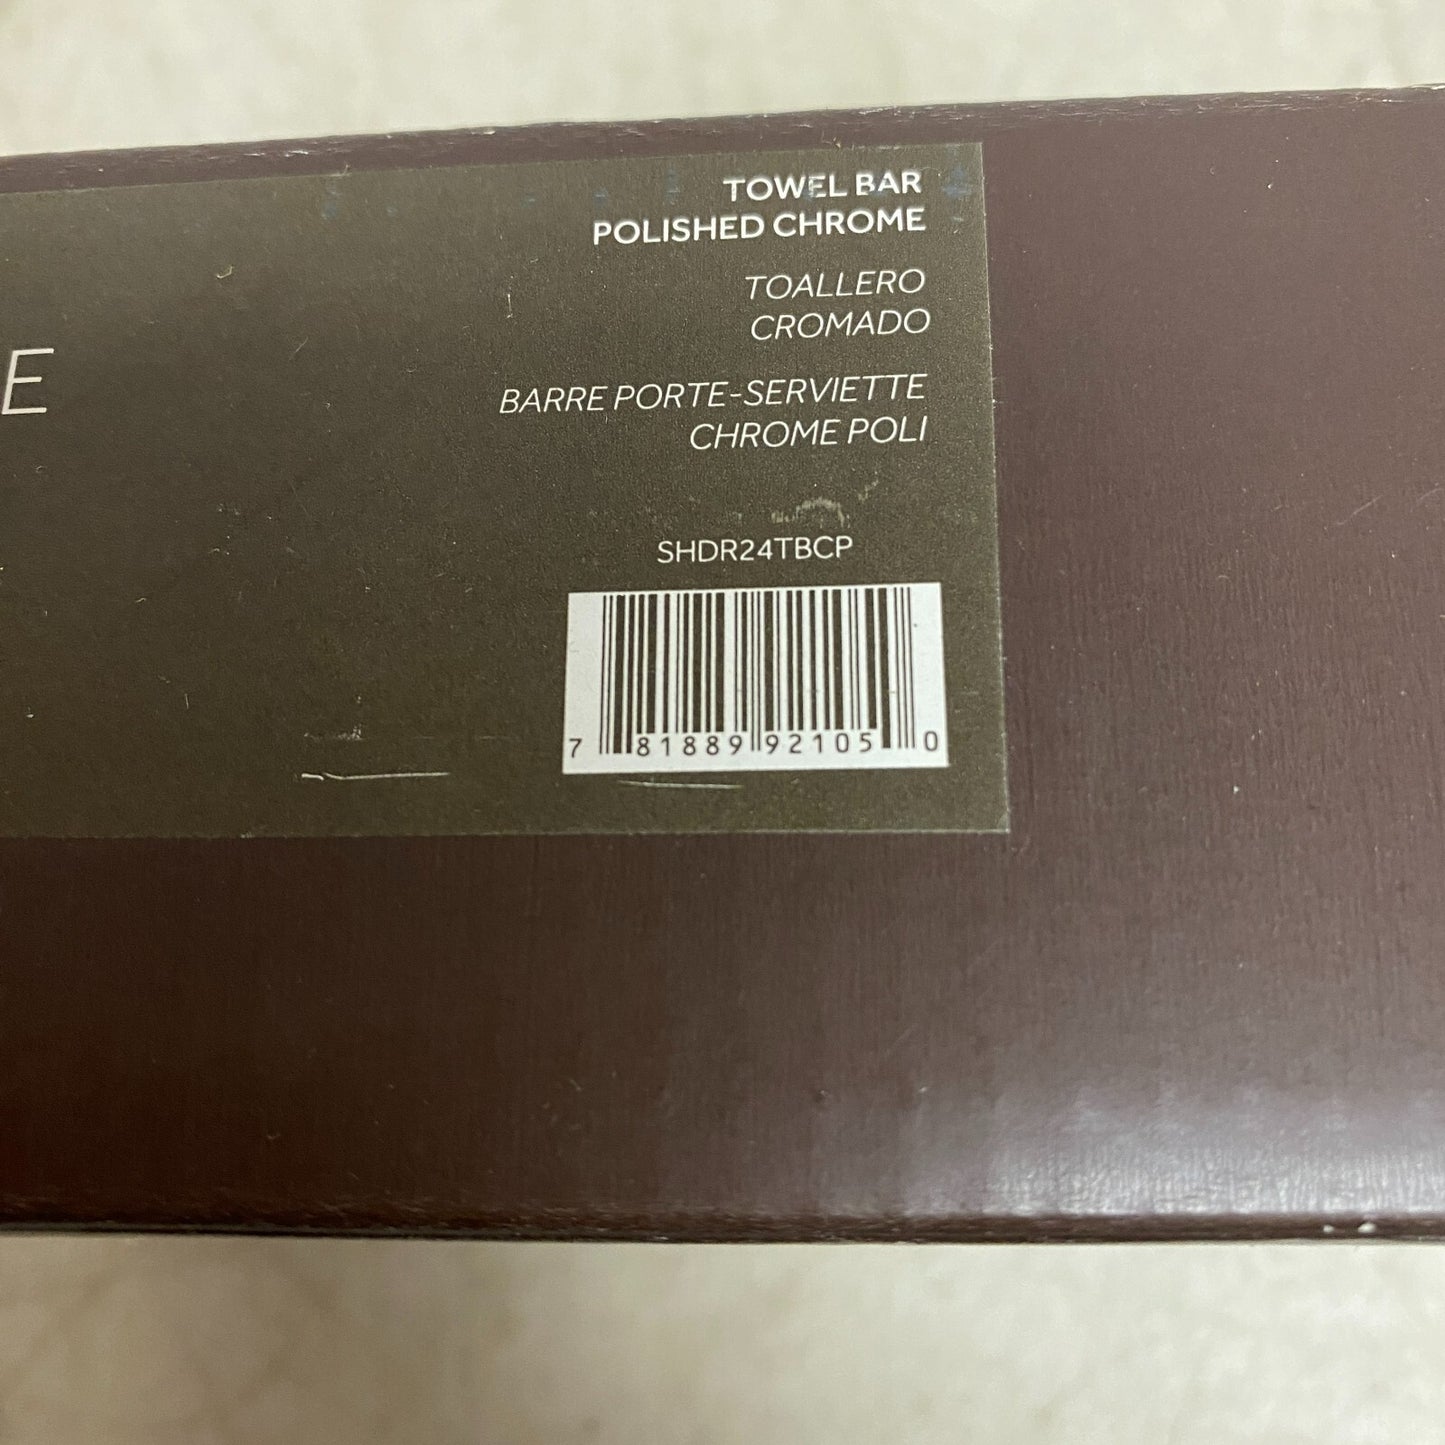 TOWEL BAR
POLISHED CHROME
TOALLERO
CROMADO
E
BARRE PORTE-SERVIETTE
CHROME POLI
SHDR24TBCP
7 81889 92105 0